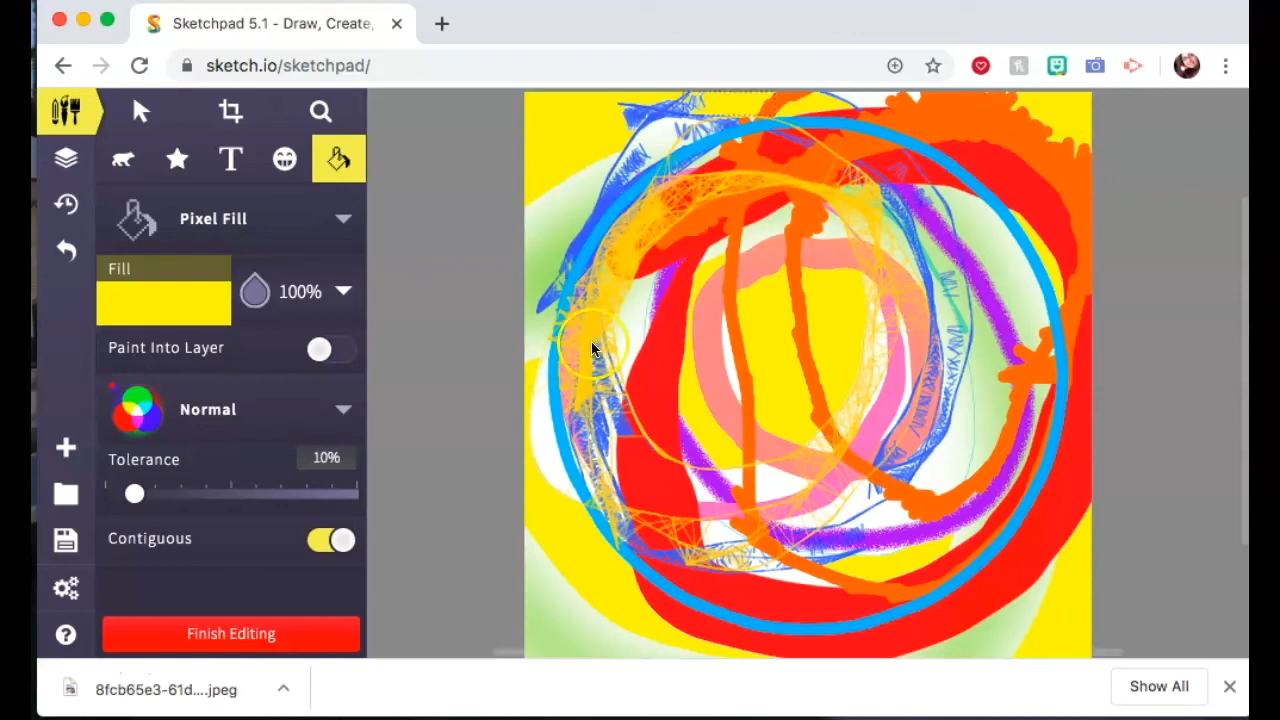 Sketchpad 5.1 - Draw, Create,
sketch.io/sketchpad/
T
Pixel Fill
Fill
100%
Paint Into Layer
Normal
Tolerance
10%
Contiguous
Finish Editing
8fcb65e3-61d....jpeg
Show All